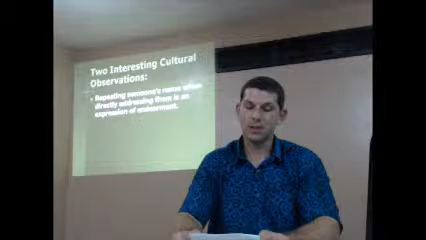 Two Interesting Cultural
Observations:
• Repeating someone's name when
directly addressing them is an
expression of endearment.